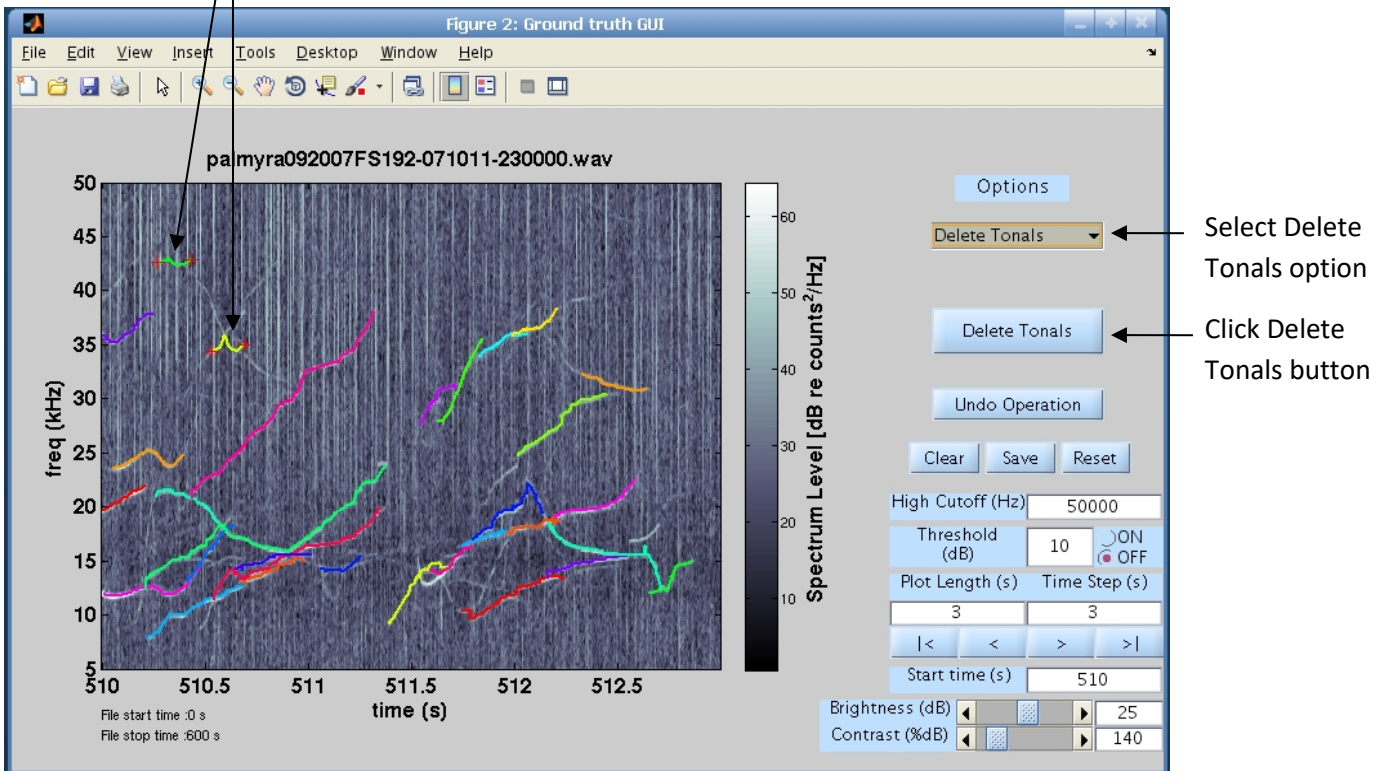 Figure 2: Ground truth GUI
File Edit View Insert Tools Desktop Window Help
palmyra092007FS192-071011-230000.wav
50
45
40
35
30
25
20
15
10
5
freq (kHz)
510 510.5 511 511.5 512 512.5
time (s)
File start time :0 s
File stop time :600 s
60
50
40
30
20
10
Spectrum Level [dB re counts²/Hz]
Options
Delete Tonals
Select Delete
Tonals option
Delete Tonals
Click Delete
Tonals button
Undo Operation
Clear Save Reset
High Cutoff (Hz) 50000
Threshold
(dB) 10 ON
OFF
Plot Length (s) Time Step (s)
3 3
|< < > >|
Start time (s) 510
Brightness (dB) 25
Contrast (%dB) 140